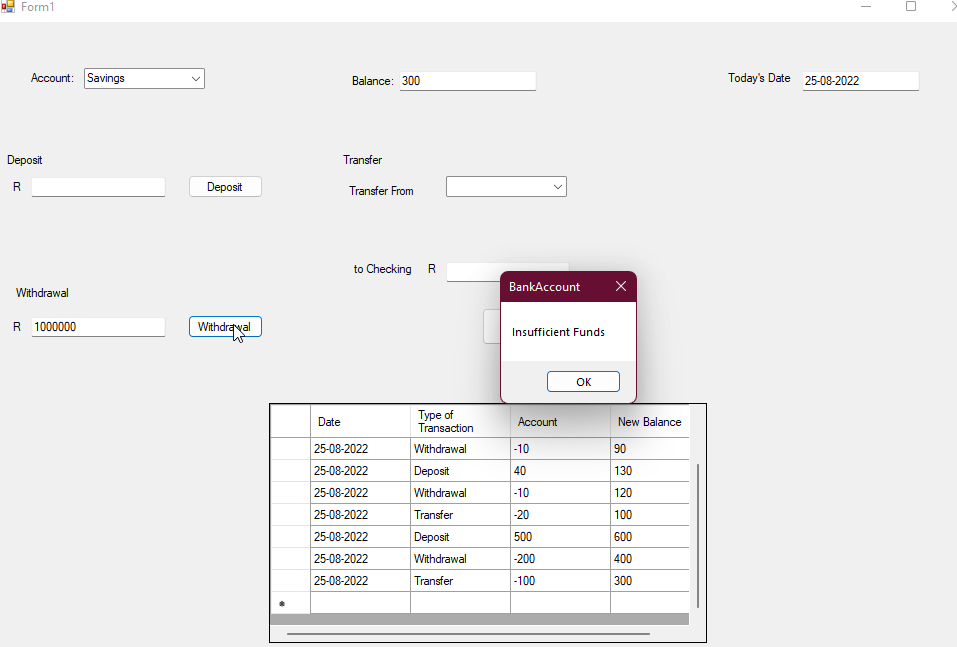 Form1
Account: Savings Balance: 300 Today's Date 25-08-2022
Deposit Transfer
R Deposit Transfer From
to Checking R
Withdrawal
R 1000000 Withdrawal
BankAccount
Insufficient Funds
OK
Date Type of Transaction Account New Balance
25-08-2022 Withdrawal -10 90
25-08-2022 Deposit 40 130
25-08-2022 Withdrawal -10 120
25-08-2022 Transfer -20 100
25-08-2022 Deposit 500 600
25-08-2022 Withdrawal -200 400
25-08-2022 Transfer -100 300